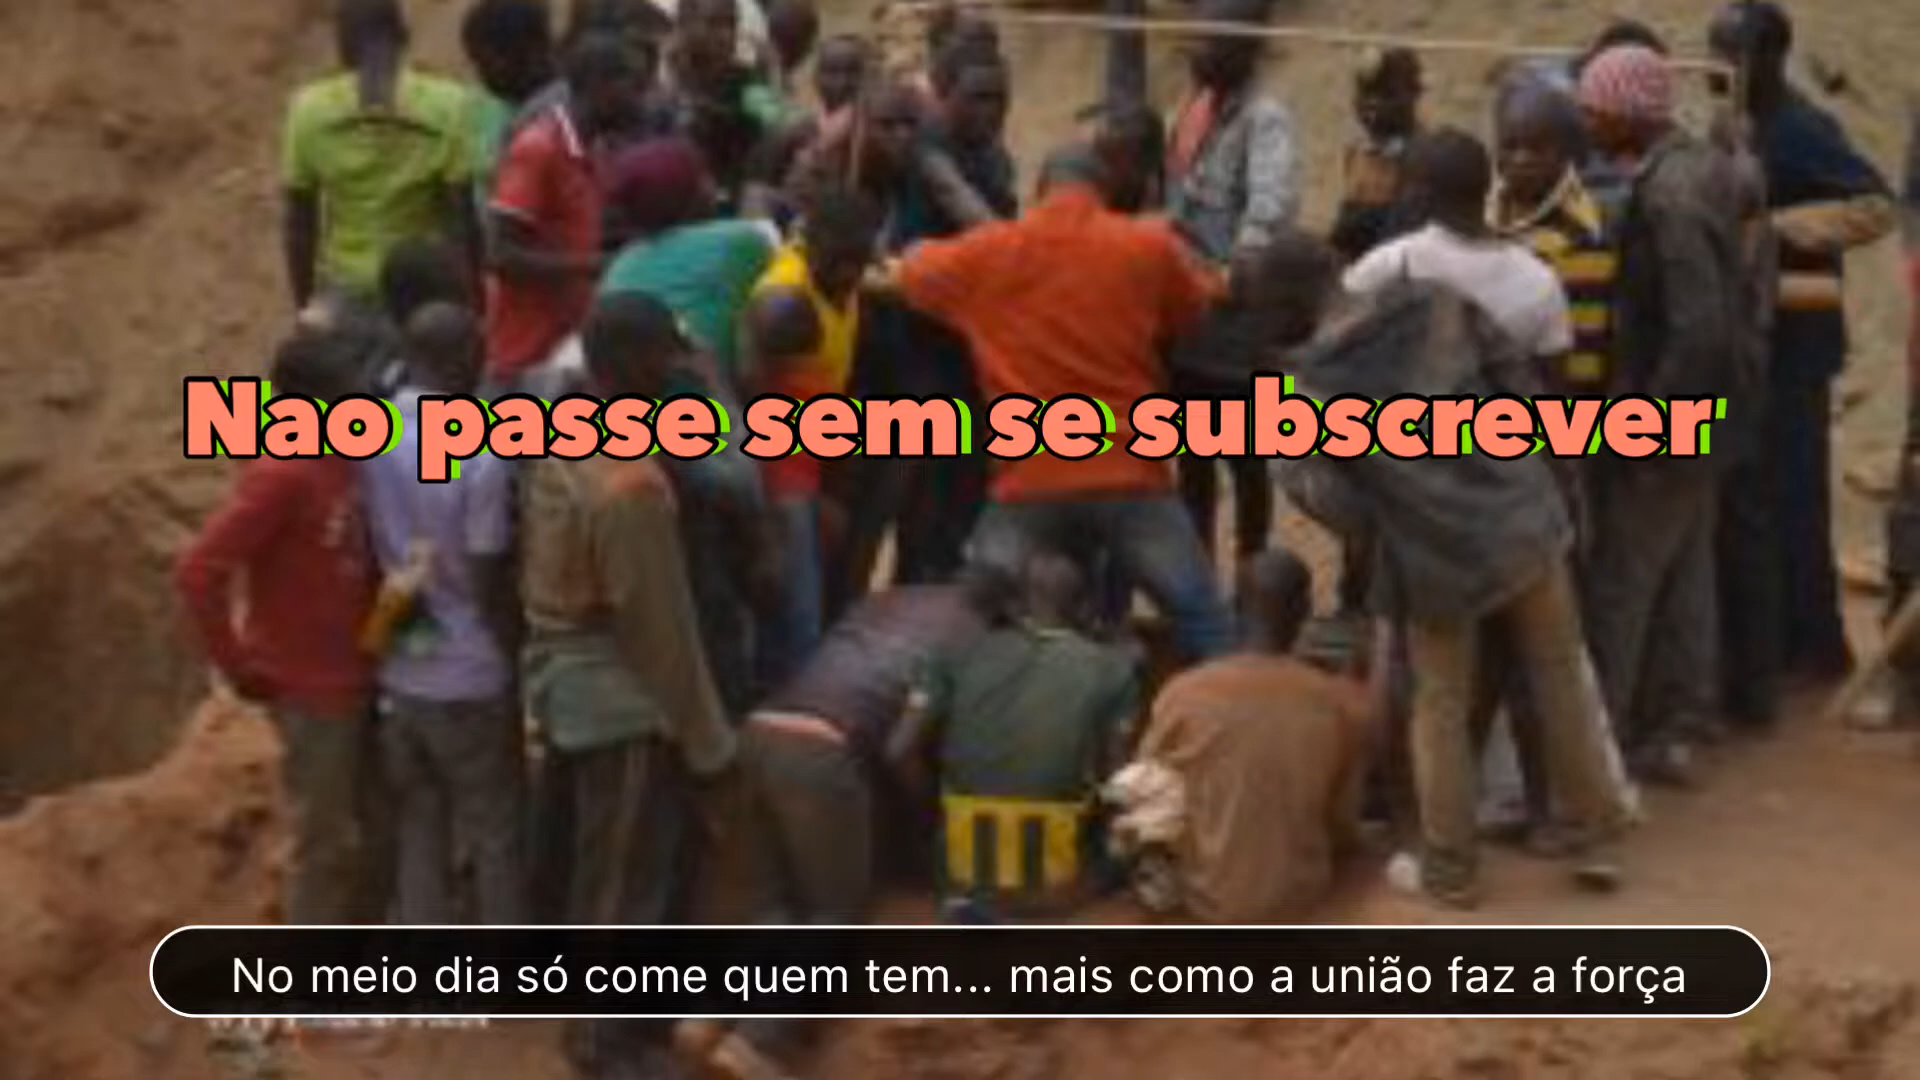 Nao passe sem se subscrever
No meio dia só come quem tem... mais como a união faz a força